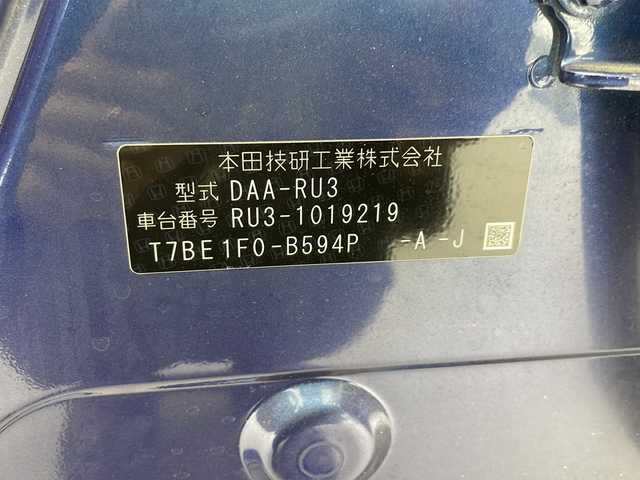 本田技研工業株式会社
型式 DAA-RU3
車台番号 RU3-1019219
T7BE1F0-B594P -A -J